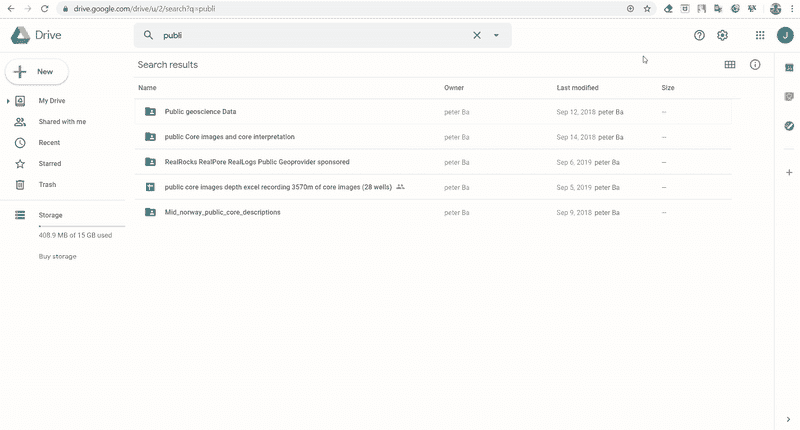 drive.google.com/drive/u/2/search?q=publi
Drive
publi
J
New
Search results
Name Owner Last modified Size
My Drive
Shared with me
Recent
Starred
Trash
Storage
408.9 MB of 15 GB used
Buy storage
Public geoscience Data peter Ba Sep 12, 2018 peter Ba —
public Core images and core interpretation peter Ba Sep 14, 2018 peter Ba —
RealRocks RealPore RealLogs Public Geoprovider sponsored peter Ba Sep 6, 2019 peter Ba —
public core images depth excel recording 3570m of core images (28 wells) peter Ba Sep 5, 2019 peter Ba —
Mid_norway_public_core_descriptions peter Ba Sep 9, 2018 peter Ba —